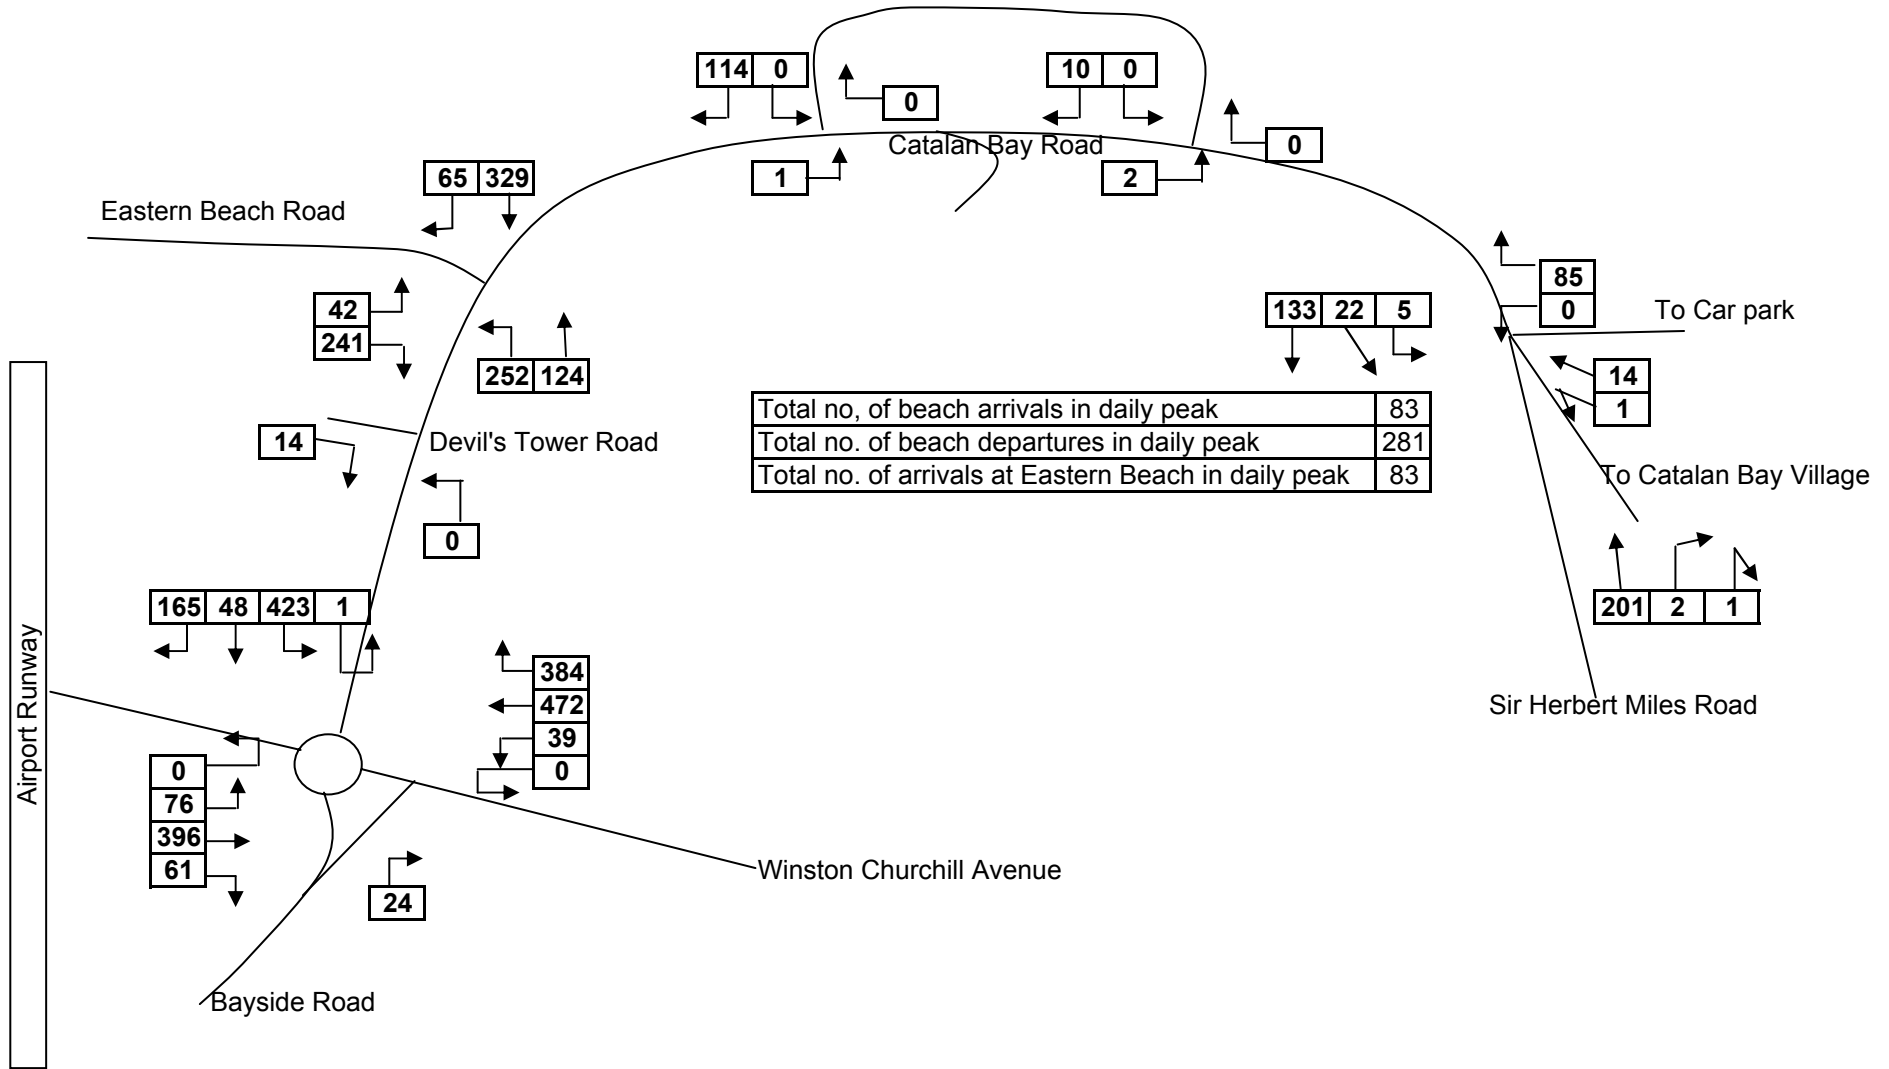 114 0
0
10 0
0
Catalan Bay Road
1
2
65 329
Eastern Beach Road
42
241
252 124
85
0
133 22 5
To Car park
14
1
Total no, of beach arrivals in daily peak 83
Total no. of beach departures in daily peak 281
Total no. of arrivals at Eastern Beach in daily peak 83
14
Devil's Tower Road
To Catalan Bay Village
0
165 48 423 1
201 2 1
Airport Runway
384
472
39
0
Sir Herbert Miles Road
0
76
396
61
24
Winston Churchill Avenue
Bayside Road